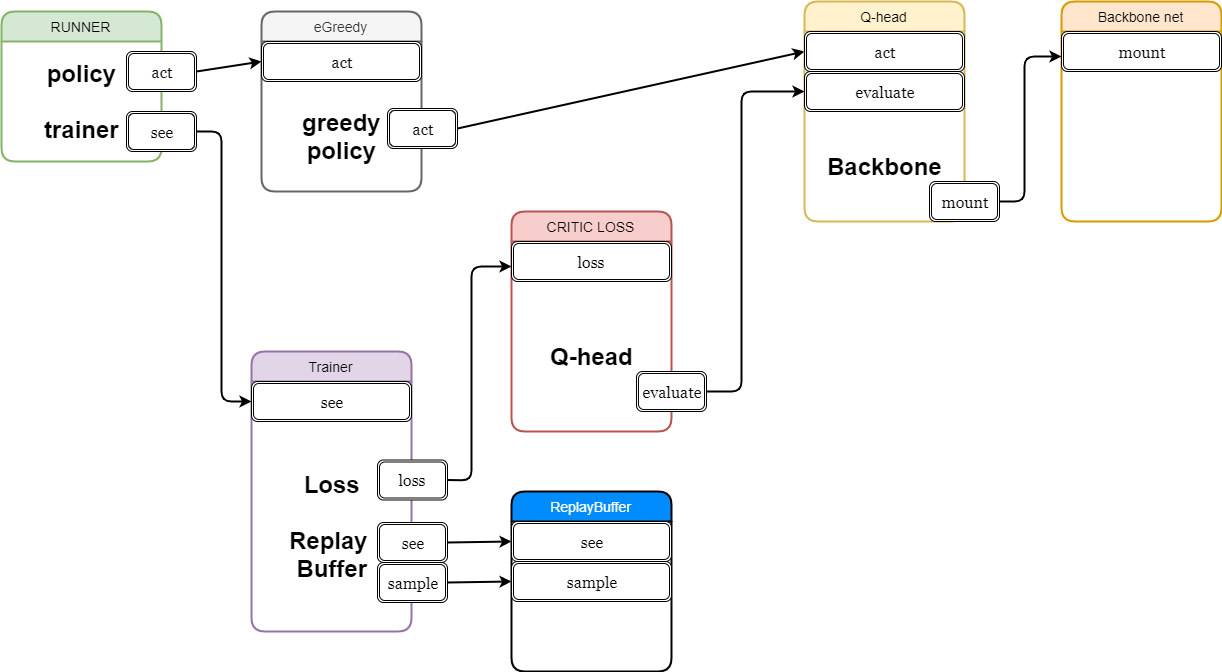 RUNNER
policy
act
trainer
see
eGreedy
act
greedy
policy
act
Q-head
act
evaluate
Backbone
mount
Backbone net
mount
CRITIC LOSS
loss
Q-head
evaluate
Trainer
see
Loss
loss
Replay
Buffer
see
sample
ReplayBuffer
see
sample